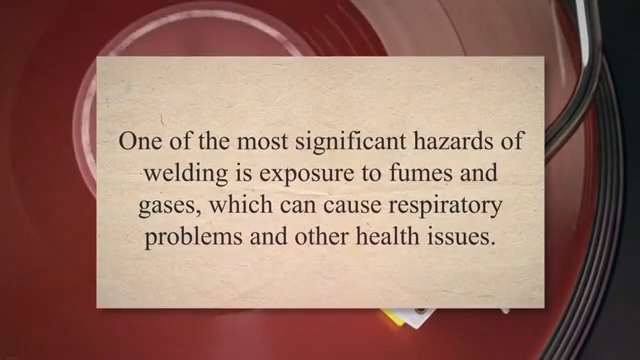 One of the most significant hazards of
welding is exposure to fumes and
gases, which can cause respiratory
problems and other health issues.